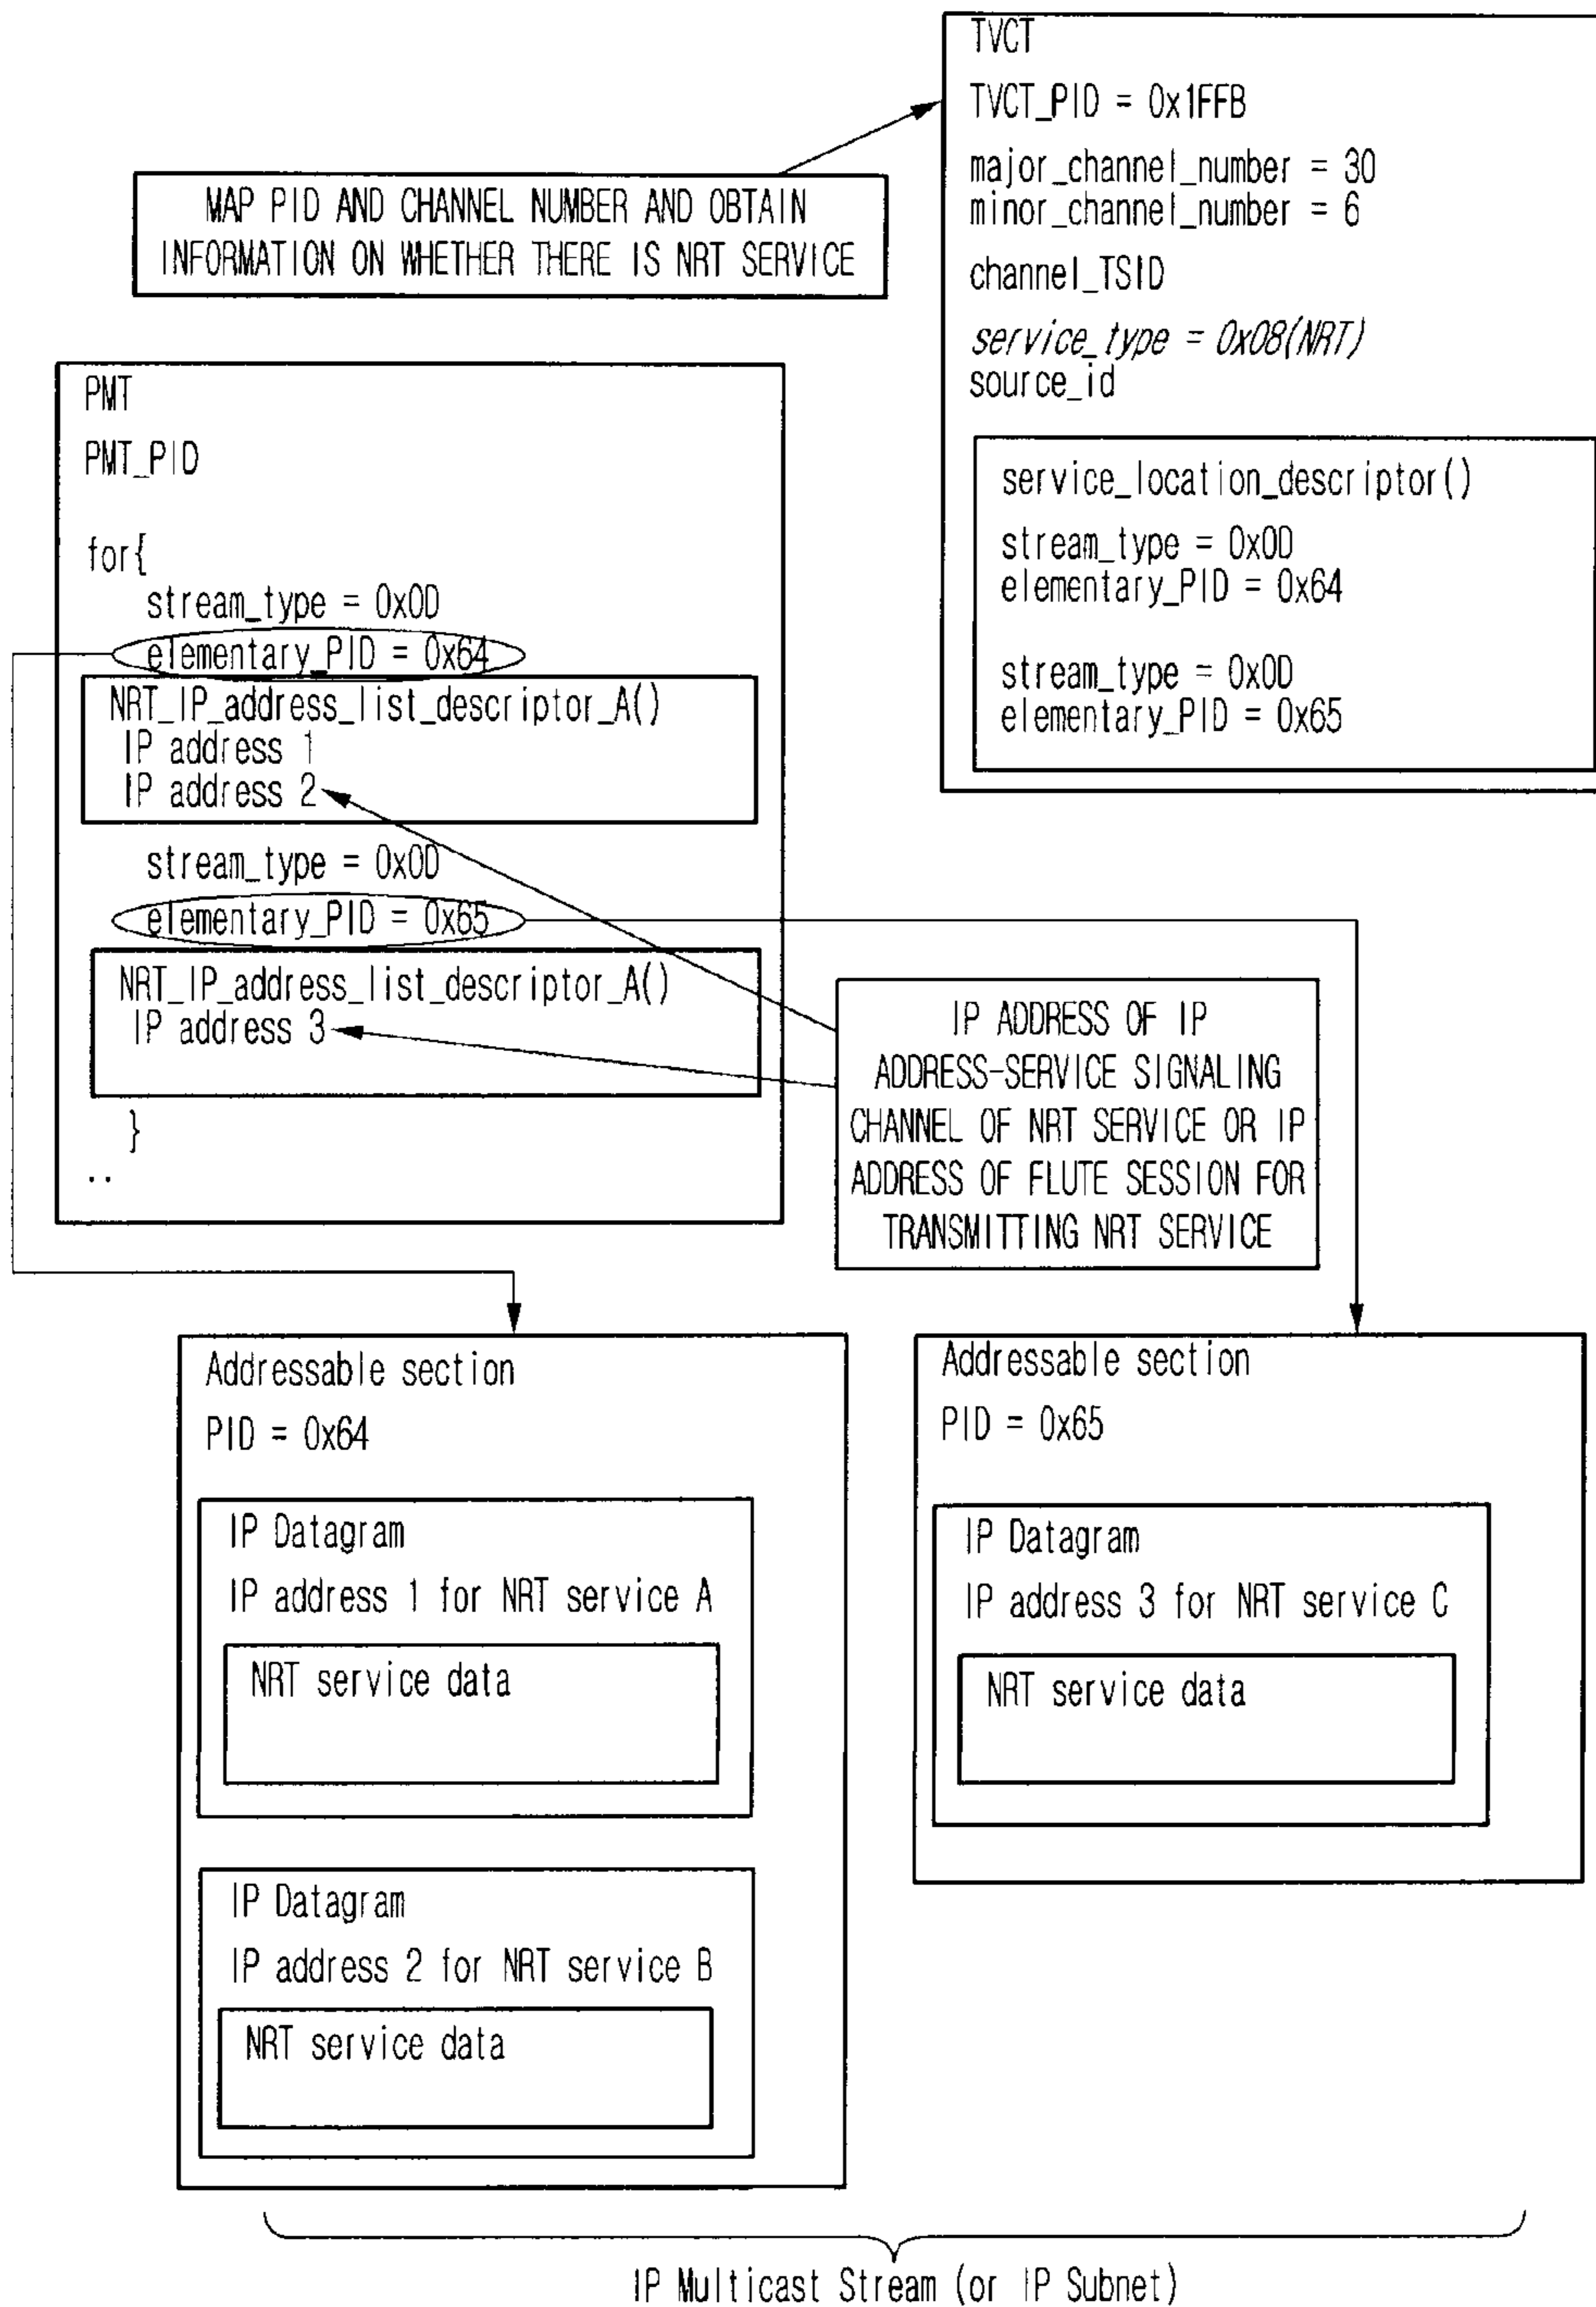 TVCT
TVCT_PID = 0x1FFB
major_channel_number = 30
minor_channel_number = 6
channel_TSID
service_type = 0x08(NRT)
source_id
service_location_descriptor()
stream_type = 0x0D
elementary_PID = 0x64
stream_type = 0x0D
elementary_PID = 0x65
MAP PID AND CHANNEL NUMBER AND OBTAIN
INFORMATION ON WHETHER THERE IS NRT SERVICE
PMT
PMT_PID
for{
stream_type = 0x0D
elementary_PID = 0x64
NRT_IP_address_list_descriptor_A()
IP address 1
IP address 2
stream_type = 0x0D
elementary_PID = 0x65
NRT_IP_address_list_descriptor_A()
IP address 3
}
..
IP ADDRESS OF IP
ADDRESS-SERVICE SIGNALING
CHANNEL OF NRT SERVICE OR IP
ADDRESS OF FLUTE SESSION FOR
TRANSMITTING NRT SERVICE
Addressable section
PID = 0x64
IP Datagram
IP address 1 for NRT service A
NRT service data
IP Datagram
IP address 2 for NRT service B
NRT service data
Addressable section
PID = 0x65
IP Datagram
IP address 3 for NRT service C
NRT service data
IP Multicast Stream (or IP Subnet)